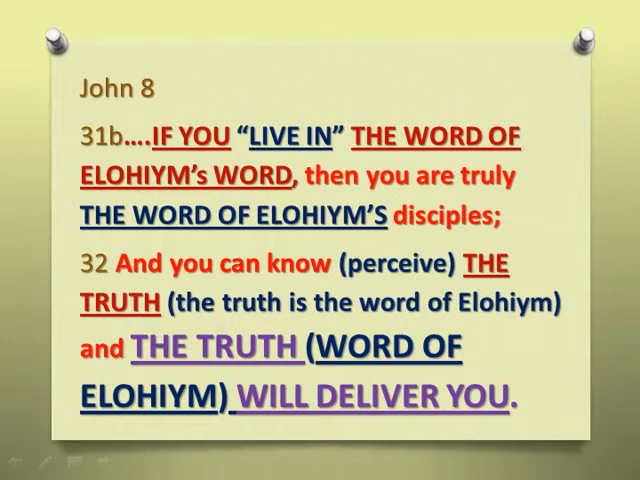 John 8
31b….IF YOU “LIVE IN” THE WORD OF
ELOHIYM’s WORD, then you are truly
THE WORD OF ELOHIYM’S disciples;
32 And you can know (perceive) THE
TRUTH (the truth is the word of Elohiym)
and THE TRUTH (WORD OF
ELOHIYM) WILL DELIVER YOU.